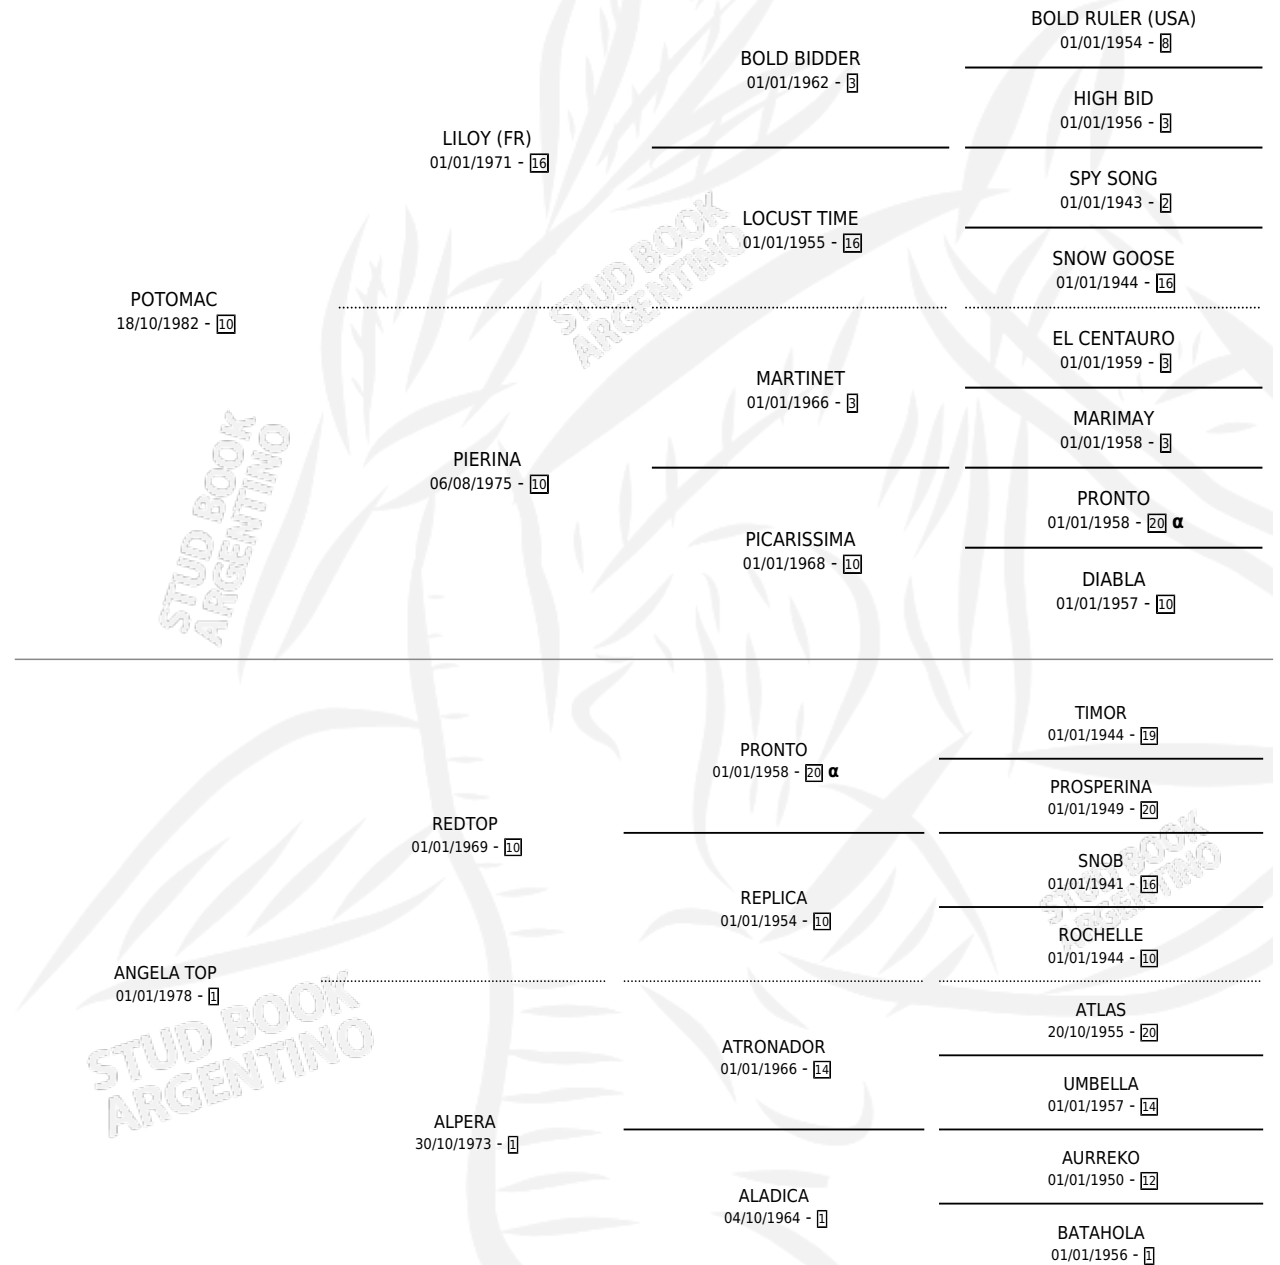 BOLD RULER (USA)
01/01/1954 - 8
BOLD BIDDER
01/01/1962 - 3
HIGH BID
01/01/1956 - 3
LILOY (FR)
01/01/1971 - 16
SPY SONG
01/01/1943 - 2
LOCUST TIME
01/01/1955 - 16
SNOW GOOSE
01/01/1944 - 16
POTOMAC
18/10/1982 - 10
EL CENTAURO
01/01/1959 - 3
MARTINET
01/01/1966 - 3
MARIMAY
01/01/1958 - 3
PIERINA
06/08/1975 - 10
PRONTO
01/01/1958 - 20 α
PICARISSIMA
01/01/1968 - 10
DIABLA
01/01/1957 - 10
TIMOR
01/01/1944 - 19
PRONTO
01/01/1958 - 20 α
PROSPERINA
01/01/1949 - 20
REDTOP
01/01/1969 - 10
SNOB
01/01/1941 - 16
REPLICA
01/01/1954 - 10
ROCHELLE
01/01/1944 - 10
ANGELA TOP
01/01/1978 - 1
ATLAS
20/10/1955 - 20
ATRONADOR
01/01/1966 - 14
UMBELLA
01/01/1957 - 14
ALPERA
30/10/1973 - 1
AURREKO
01/01/1950 - 12
ALADICA
04/10/1964 - 1
BATAHOLA
01/01/1956 - 1
STUD BOOK
ARGENTINO
STUD BOOK
ARGENTINO
STUD BOOK
ARGENTINO
STUD BOOK
ARGENTINO